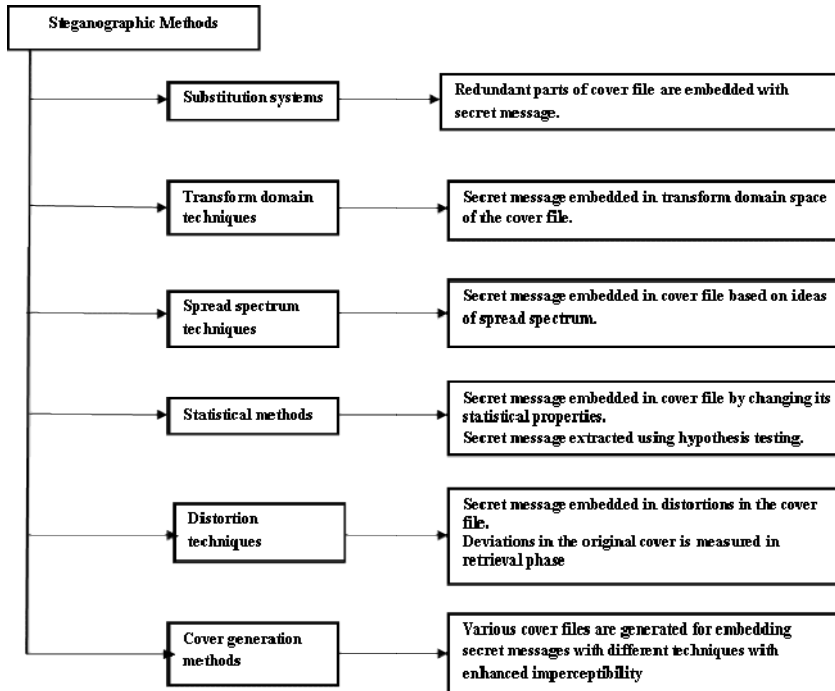 Steganographic Methods
Substitution systems
Redundant parts of cover file are embedded with
secret message.
Transform domain
techniques
Secret message embedded in transform domain space
of the cover file.
Spread spectrum
techniques
Secret message embedded in cover file based on ideas
of spread spectrum.
Statistical methods
Secret message embedded in cover file by changing its
statistical properties.
Secret message extracted using hypothesis testing.
Distortion
techniques
Secret message embedded in distortions in the cover
file.
Deviations in the original cover is measured in
retrieval phase
Cover generation
methods
Various cover files are generated for embedding
secret messages with different techniques with
enhanced imperceptibility